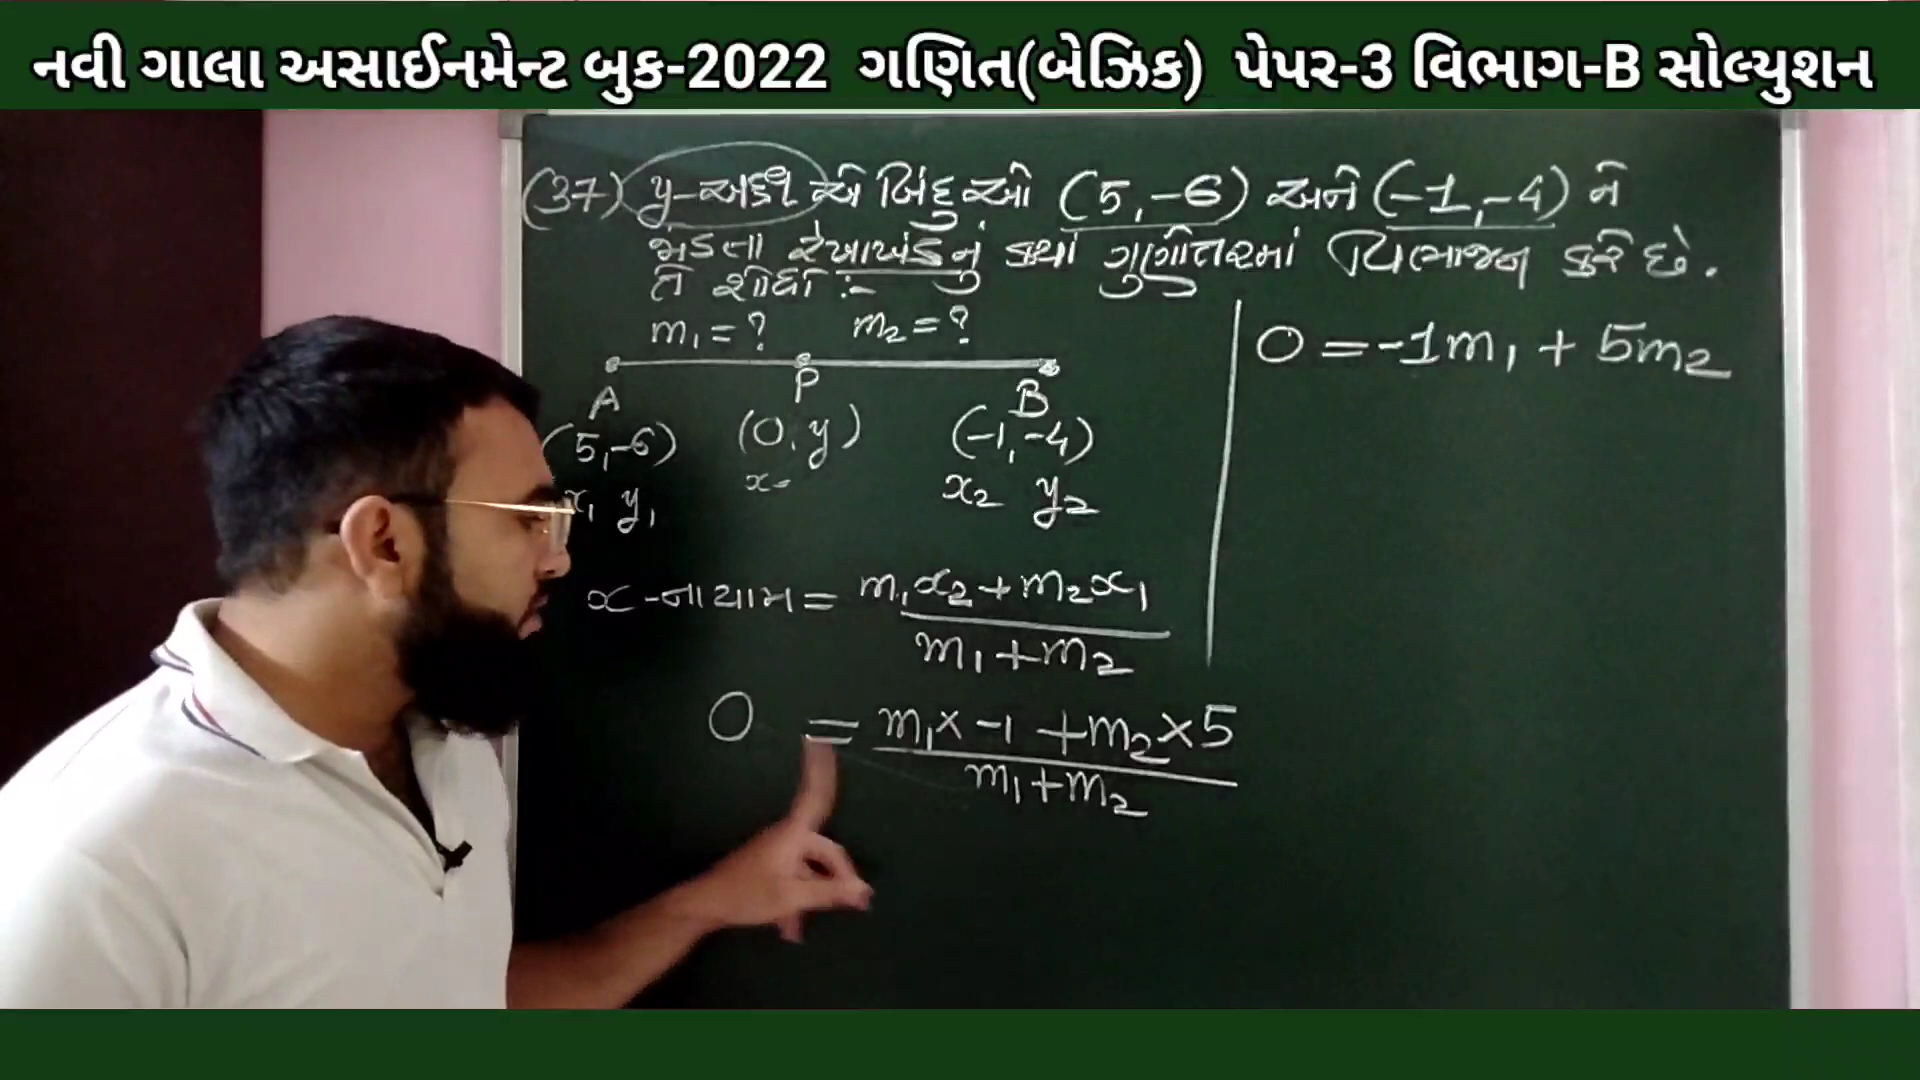 નવી ગાલા અસાઈનમેન્ટ બુક-2022 ગણિત(બેઝિક) પેપર-3 વિભાગ-B સોલ્યુશન
(37) y-અક્ષ એ બિંદુઓ (5,-6) અને (-1,-4) ને
જોડતા રેખાખંડનું કયા ગુણોત્તરમાં વિભાજન કરે છે.
તે શોધો :-
m₁ = ? m₂ = ?
A P B
(5,-6) (0, y) (-1,-4)
x₁ y₁ x= x₂ y₂
x-નાયામ = m₁x₂ + m₂x₁
m₁ + m₂
0 = m₁ x -1 + m₂ x 5
m₁ + m₂
0 = -1m₁ + 5m₂